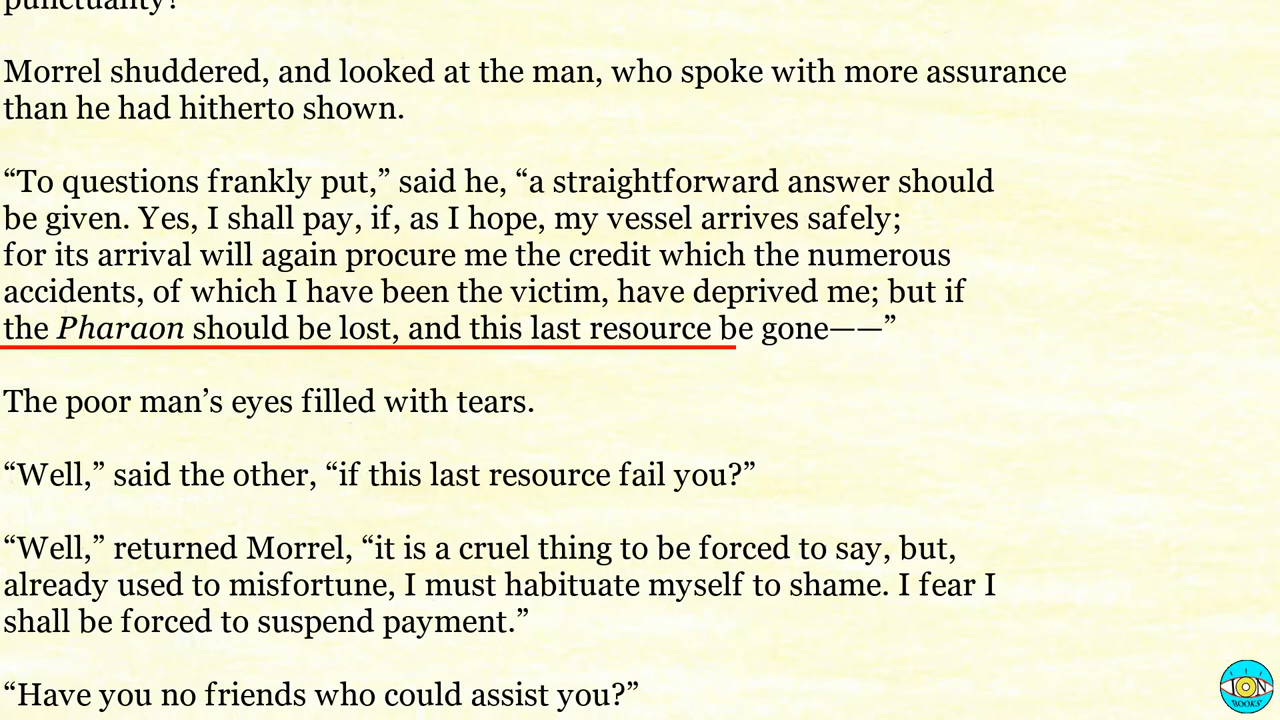 punctuality?
Morrel shuddered, and looked at the man, who spoke with more assurance
than he had hitherto shown.
“To questions frankly put,” said he, “a straightforward answer should
be given. Yes, I shall pay, if, as I hope, my vessel arrives safely;
for its arrival will again procure me the credit which the numerous
accidents, of which I have been the victim, have deprived me; but if
the Pharaon should be lost, and this last resource be gone——”
The poor man’s eyes filled with tears.
“Well,” said the other, “if this last resource fail you?”
“Well,” returned Morrel, “it is a cruel thing to be forced to say, but,
already used to misfortune, I must habituate myself to shame. I fear I
shall be forced to suspend payment.”
“Have you no friends who could assist you?”
ION
BOOKS